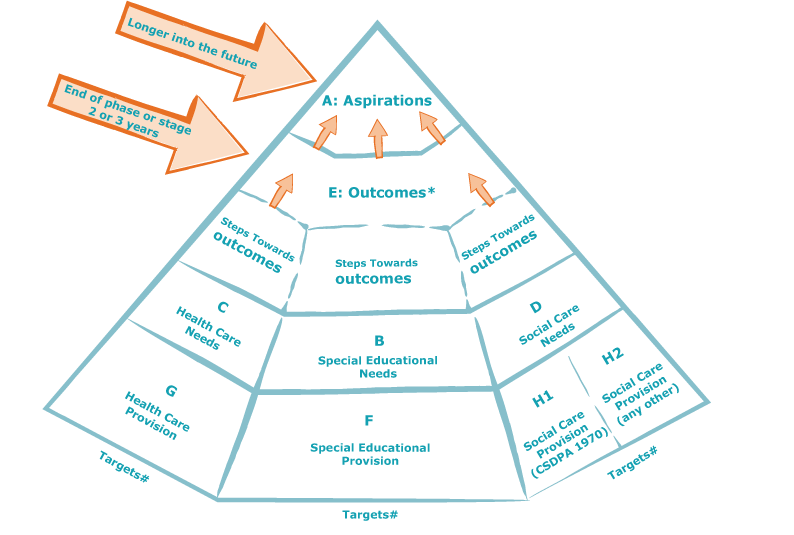 Longer into the future
End of phase or stage
2 or 3 years
A: Aspirations
E: Outcomes*
Steps Towards
outcomes
Steps Towards
outcomes
Steps Towards
outcomes
C
Health Care
Needs
B
Special Educational
Needs
D
Social Care
Needs
G
Health Care
Provision
F
Special Educational
Provision
H1
Social Care
Provision
(CSDPA 1970)
H2
Social Care
Provision
(any other)
Targets#
Targets#
Targets#